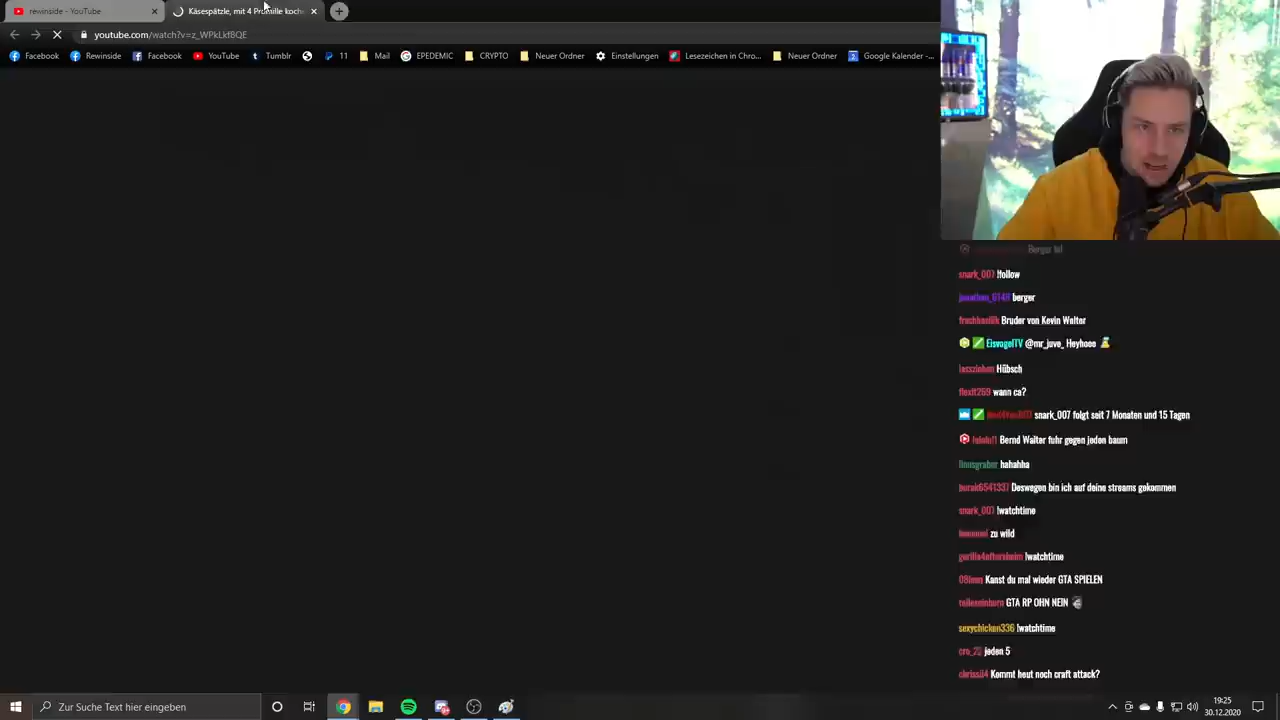 rewinside - YouTube
Käsespätzle, mit 4 Promille koch
youtube.com/watch?v=z_WPkLkf8QE
Facebook Rewinside Facebook YouTube Tumblr 11 Mail EPEDEMIC CRYPTO Neuer Ordner Einstellungen Lesezeichen in Chro... Neuer Ordner Google Kalender -...
snark_007 !follow
berger
Bruder von Kevin Walter
EisvogelTV @mr_juve_ Heyhooo
Hübsch
wann ca?
snark_007 folgt seit 7 Monaten und 15 Tagen
Bernd Walter fuhr gegen jeden baum
linusgraber hahahha
Deswegen bin ich auf deine streams gekommen
snark_007 !watchtime
zu wild
!watchtime
Kanst du mal wieder GTA SPIELEN
GTA RP OHN NEIN
sexychicken336 !watchtime
jeden 5
Kommt heut noch craft attack?
Zur Suche Text hier eingeben
19:25
30.12.2020